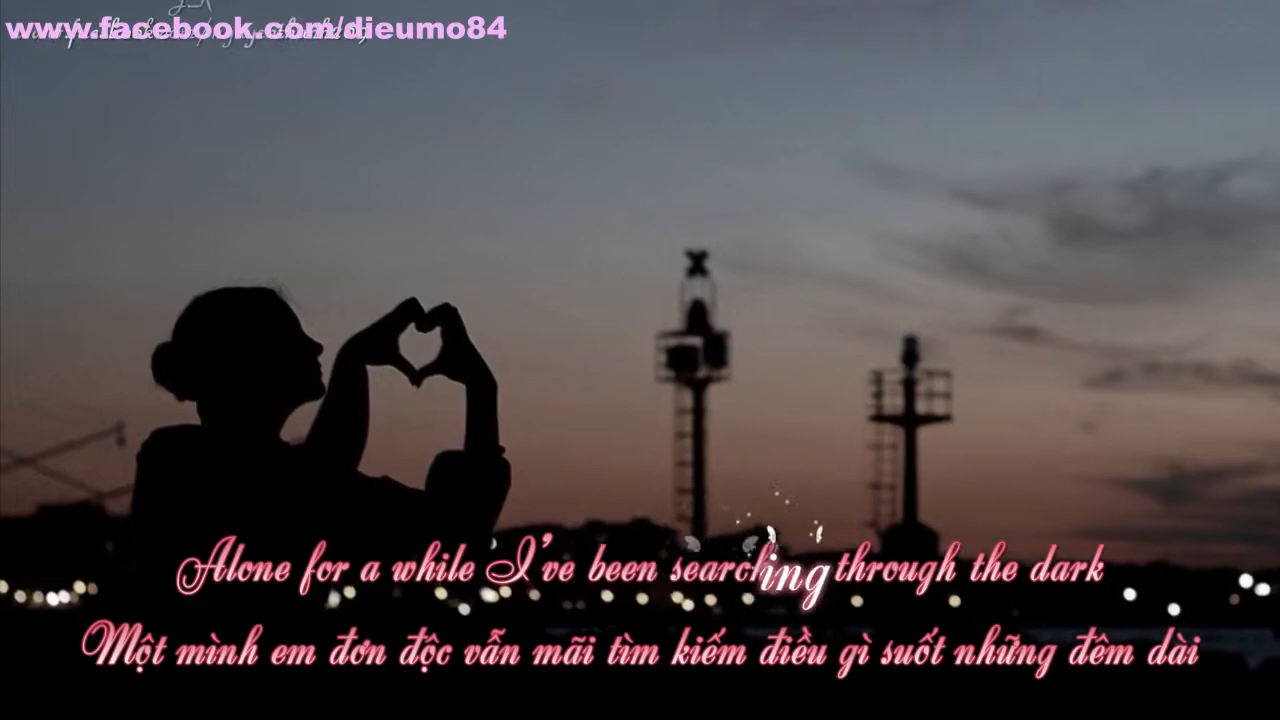 www.facebook.com/dieumo84
Alone for a while I've been searching through the dark
Một mình em đơn độc vẫn mãi tìm kiếm điều gì suốt những đêm dài